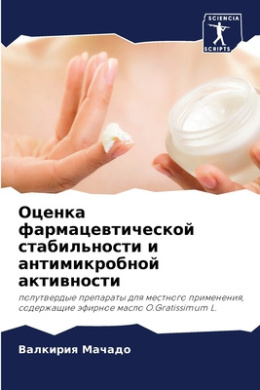 SCIENCIA
SCRIPTS
Оценка
фармацевтической
стабильности и
антимикробной
активности
полутвердые препараты для местного применения,
содержащие эфирное масло O.Gratissimum L.
Валкирия Мачадо